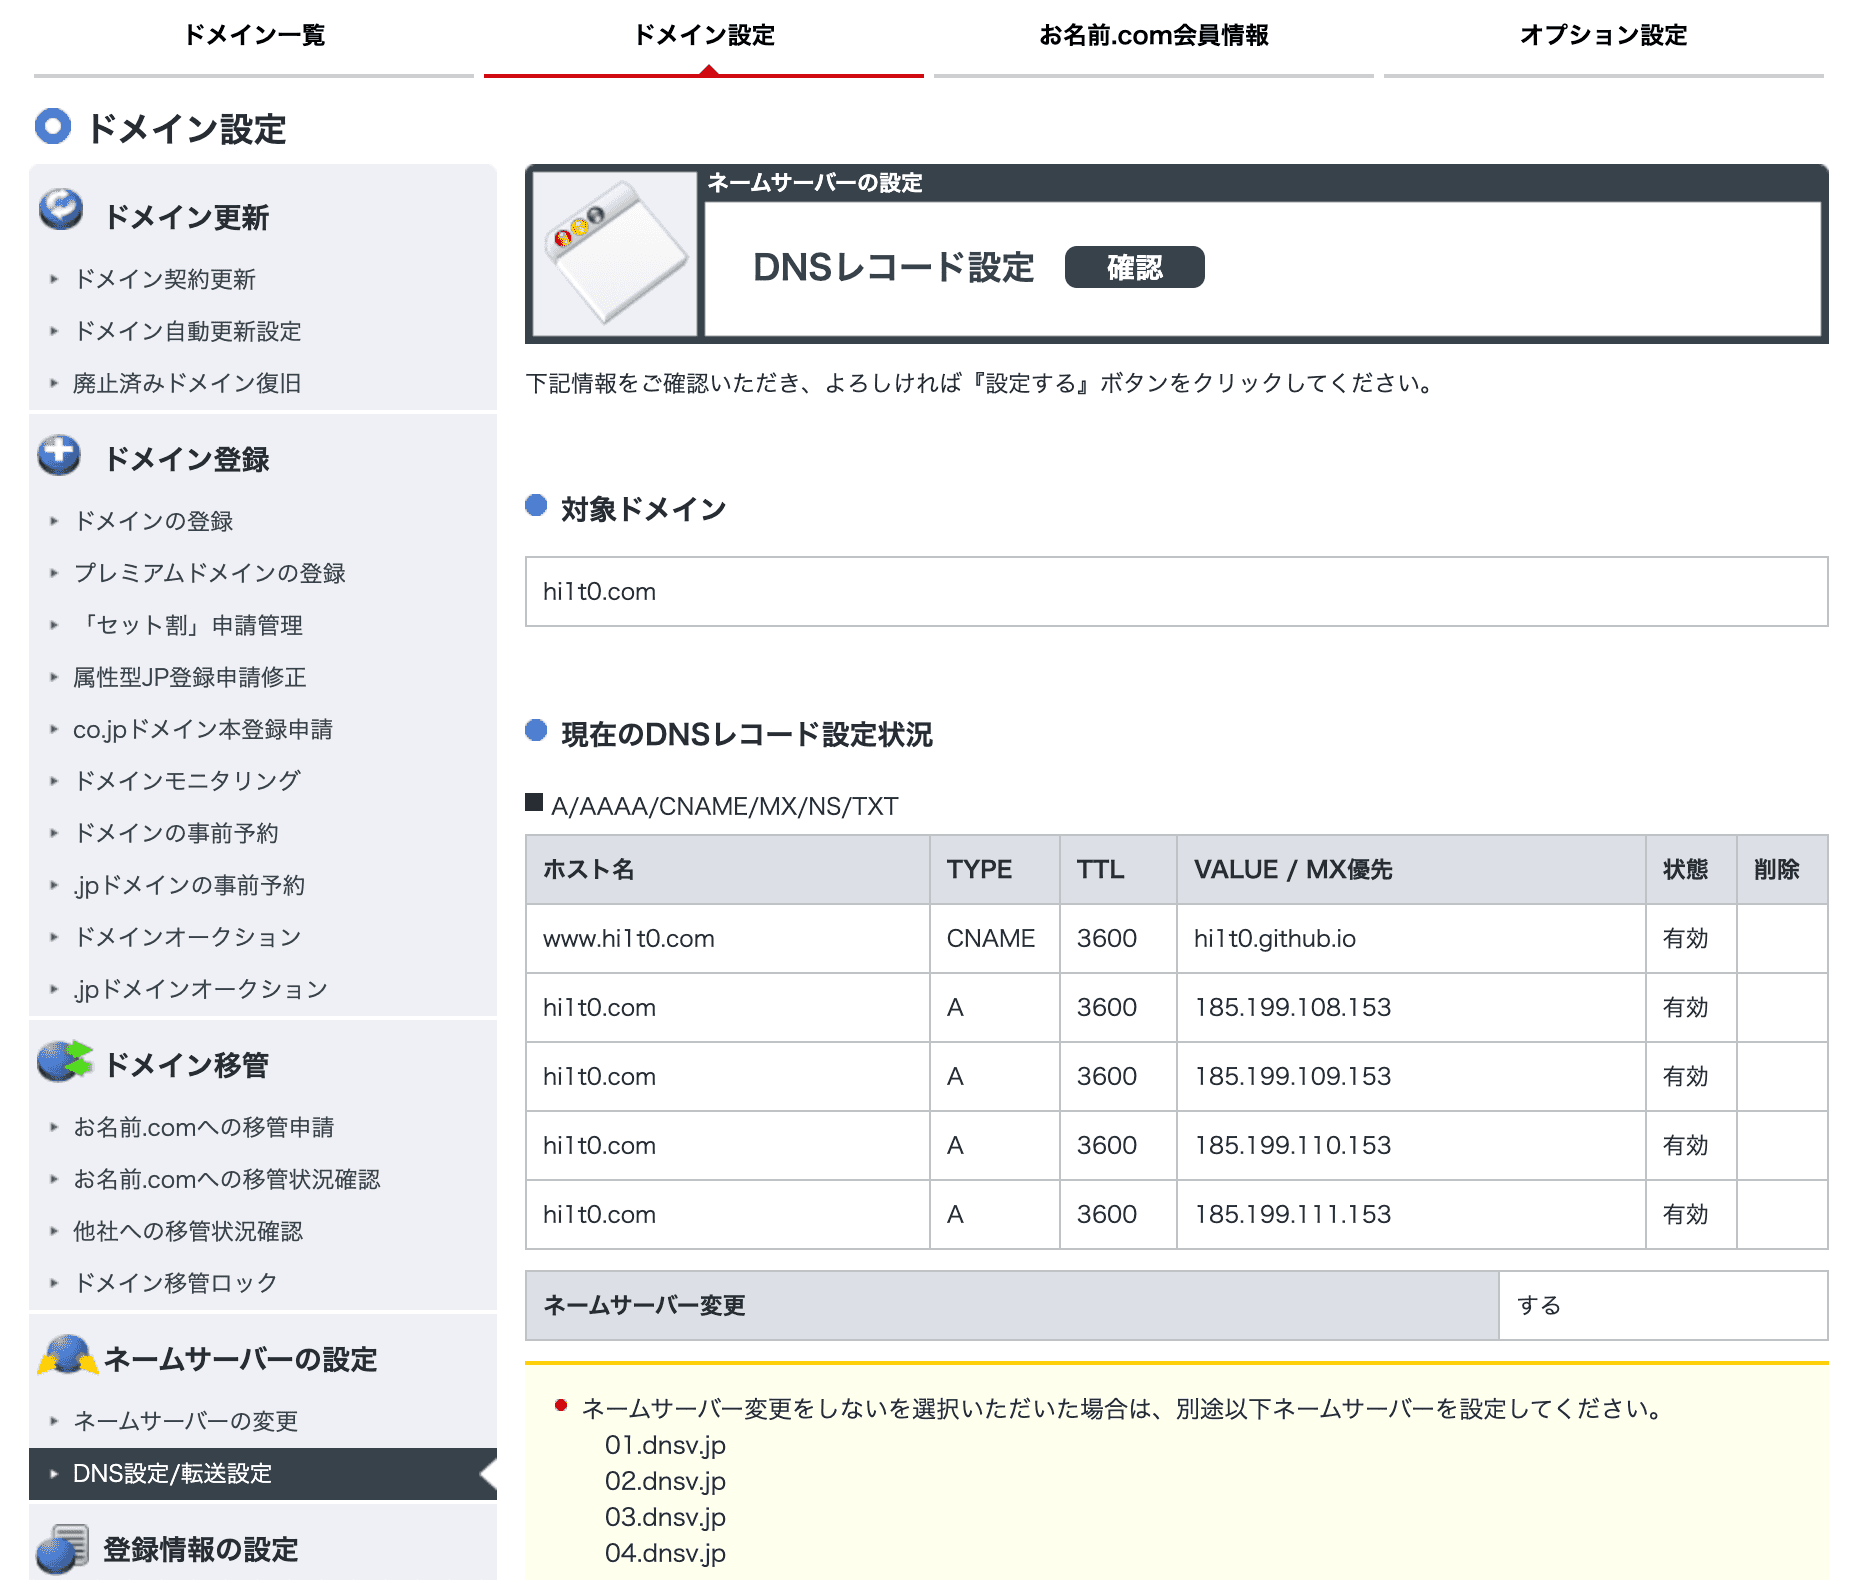 ドメイン一覧
ドメイン設定
お名前.com会員情報
オプション設定
ドメイン設定
ドメイン更新
ドメイン契約更新
ドメイン自動更新設定
廃止済みドメイン復旧
ドメイン登録
ドメインの登録
プレミアムドメインの登録
「セット割」申請管理
属性型JP登録申請修正
co.jpドメイン本登録申請
ドメインモニタリング
ドメインの事前予約
.jpドメインの事前予約
ドメインオークション
.jpドメインオークション
ドメイン移管
お名前.comへの移管申請
お名前.comへの移管状況確認
他社への移管状況確認
ドメイン移管ロック
ネームサーバーの設定
ネームサーバーの変更
DNS設定/転送設定
登録情報の設定
ネームサーバーの設定
DNSレコード設定 確認
下記情報をご確認いただき、よろしければ『設定する』ボタンをクリックしてください。
対象ドメイン
hi1t0.com
現在のDNSレコード設定状況
■ A/AAAA/CNAME/MX/NS/TXT
ホスト名 TYPE TTL VALUE / MX優先 状態 削除
www.hi1t0.com CNAME 3600 hi1t0.github.io 有効
hi1t0.com A 3600 185.199.108.153 有効
hi1t0.com A 3600 185.199.109.153 有効
hi1t0.com A 3600 185.199.110.153 有効
hi1t0.com A 3600 185.199.111.153 有効
ネームサーバー変更 する
ネームサーバー変更をしないを選択いただいた場合は、別途以下ネームサーバーを設定してください。
01.dnsv.jp
02.dnsv.jp
03.dnsv.jp
04.dnsv.jp